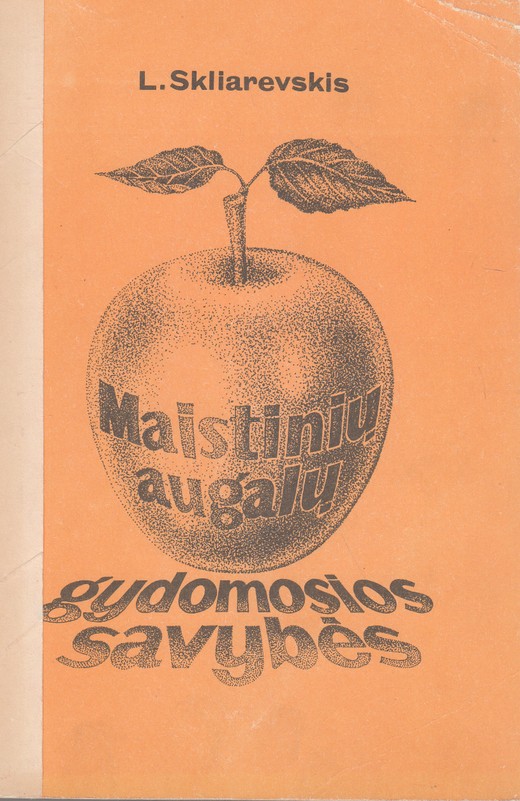 L. Skliarevskis
Maistinių
augalų
gydomosios
savybės